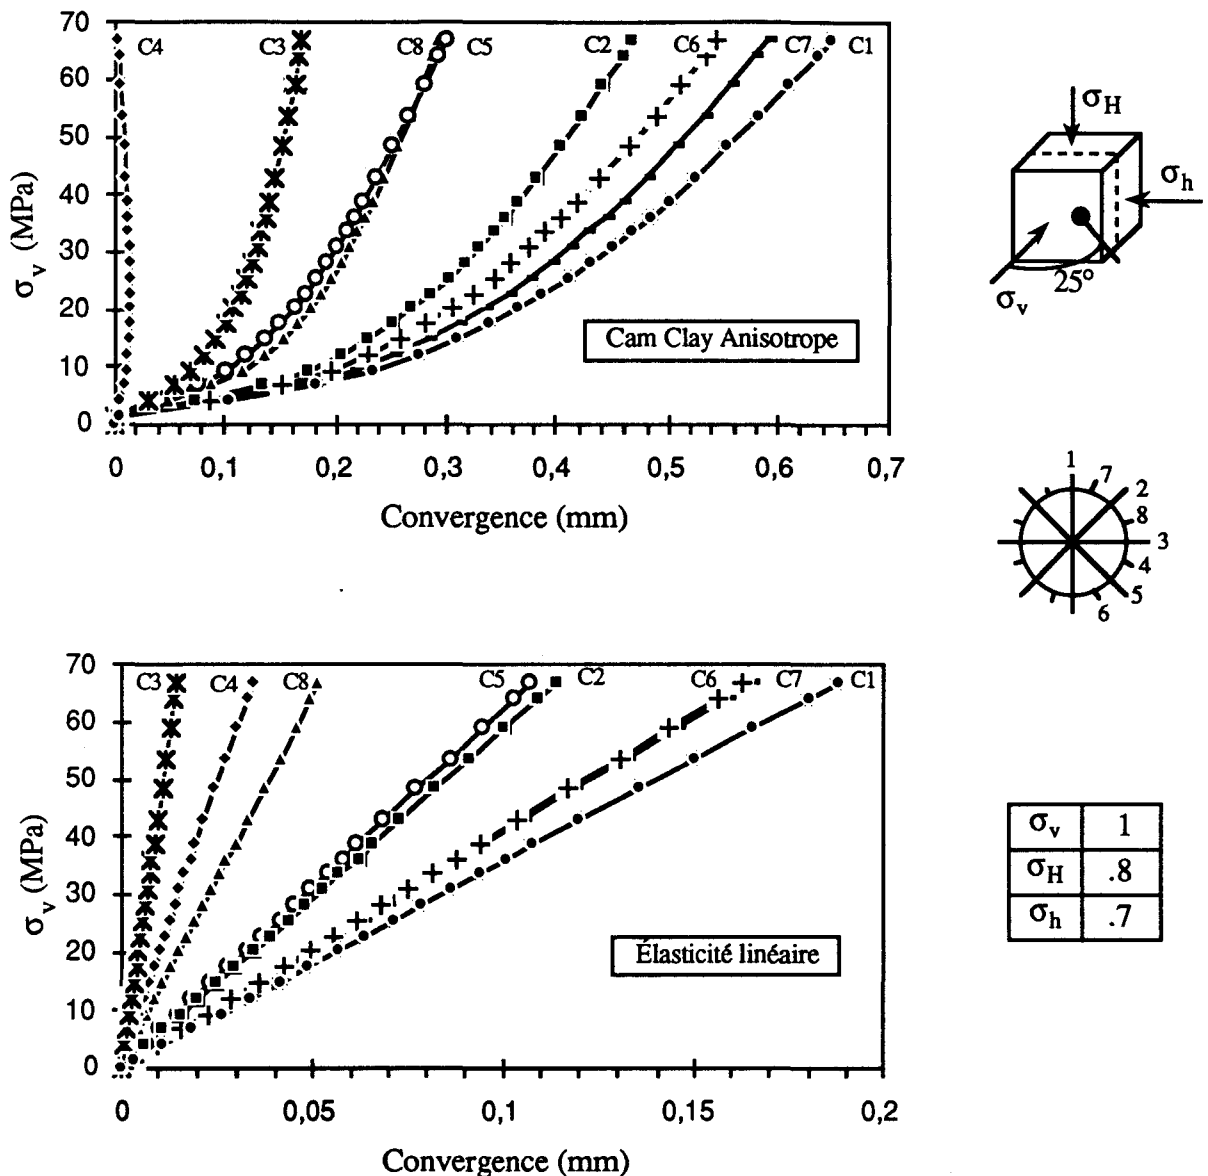 C4 C3 C8 C5 C2 C6 C7 C1
70
60
50
40
30
20
10
0
σv (MPa)
Cam Clay Anisotrope
0 0,1 0,2 0,3 0,4 0,5 0,6 0,7
Convergence (mm)
σH
σh
σv
25°
1
7
2
8
3
4
5
6
C3 C4 C8 C5 C2 C6 C7 C1
70
60
50
40
30
20
10
0
σv (MPa)
Élasticité linéaire
0 0,05 0,1 0,15 0,2
Convergence (mm)
σv 1
σH .8
σh .7